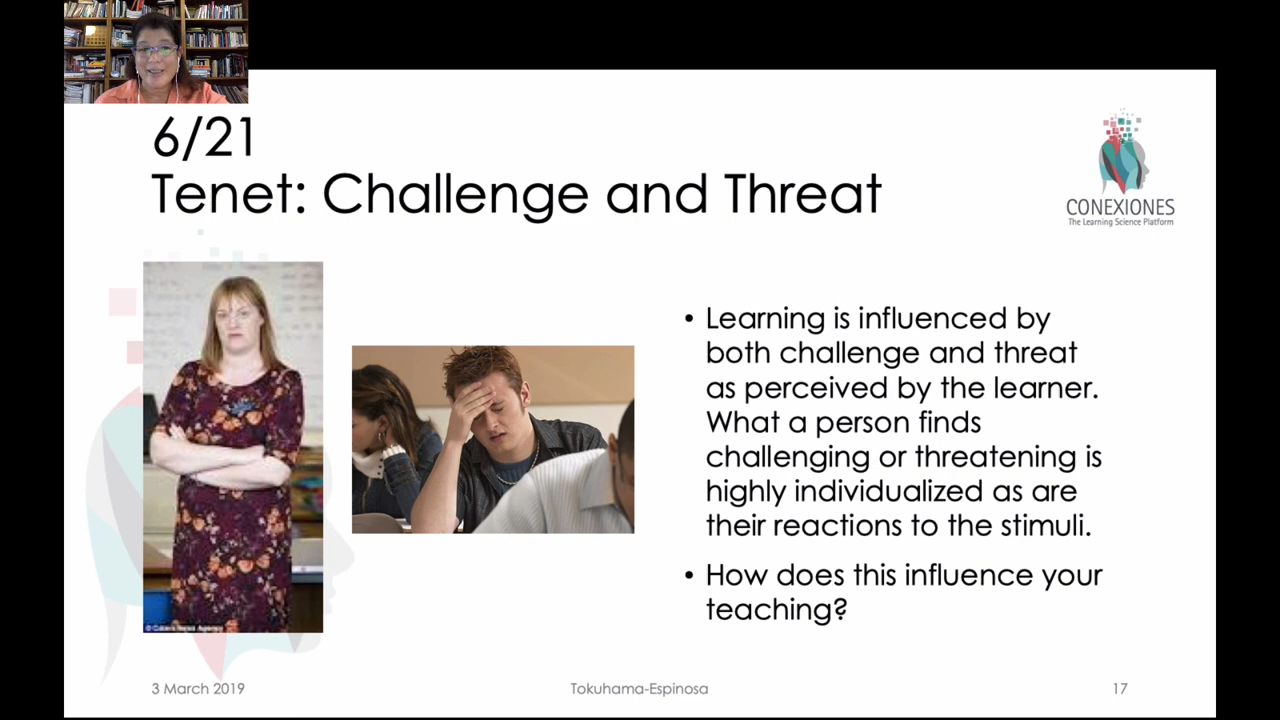 6/21
Tenet: Challenge and Threat
CONEXIONES
The Learning Science Platform
• Learning is influenced by
both challenge and threat
as perceived by the learner.
What a person finds
challenging or threatening is
highly individualized as are
their reactions to the stimuli.
• How does this influence your
teaching?
3 March 2019
Tokuhama-Espinosa
17